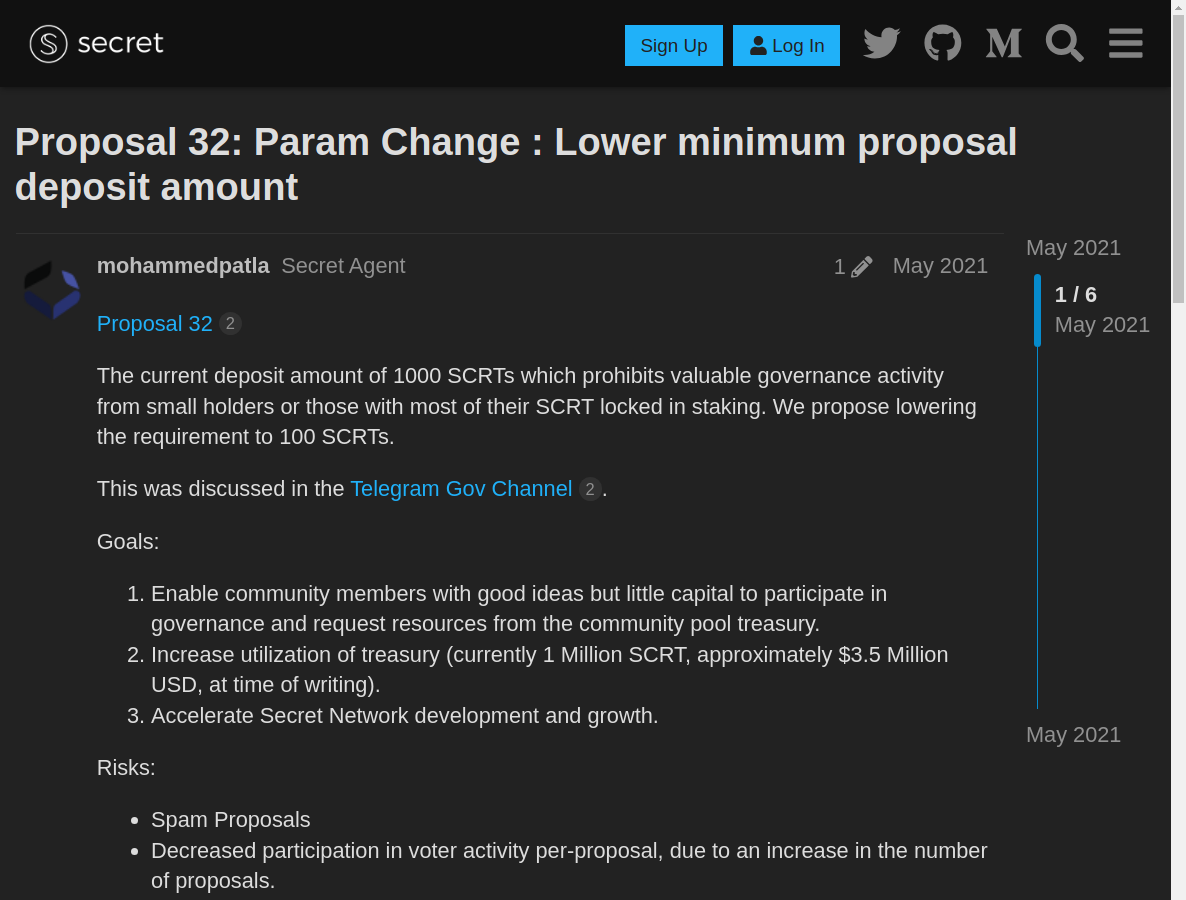 secret
Sign Up
Log In
Proposal 32: Param Change : Lower minimum proposal
deposit amount
mohammedpatla Secret Agent
1
May 2021
May 2021
1 / 6
May 2021
Proposal 32 2
The current deposit amount of 1000 SCRTs which prohibits valuable governance activity
from small holders or those with most of their SCRT locked in staking. We propose lowering
the requirement to 100 SCRTs.
This was discussed in the Telegram Gov Channel 2.
Goals:
1. Enable community members with good ideas but little capital to participate in
governance and request resources from the community pool treasury.
2. Increase utilization of treasury (currently 1 Million SCRT, approximately $3.5 Million
USD, at time of writing).
3. Accelerate Secret Network development and growth.
May 2021
Risks:
• Spam Proposals
• Decreased participation in voter activity per-proposal, due to an increase in the number
of proposals.